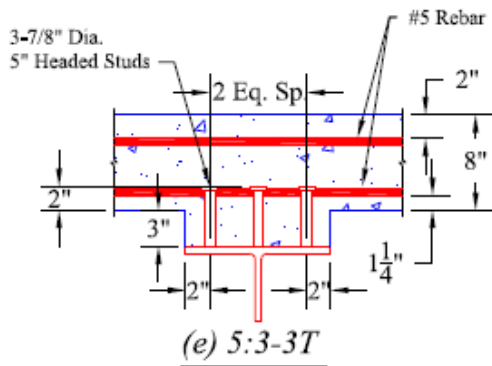 #5 Rebar
3-7/8" Dia.
5" Headed Studs
2 Eq. Sp.
2"
8"
2"
3"
1 1/4"
2"
2"
(e) 5:3-3T